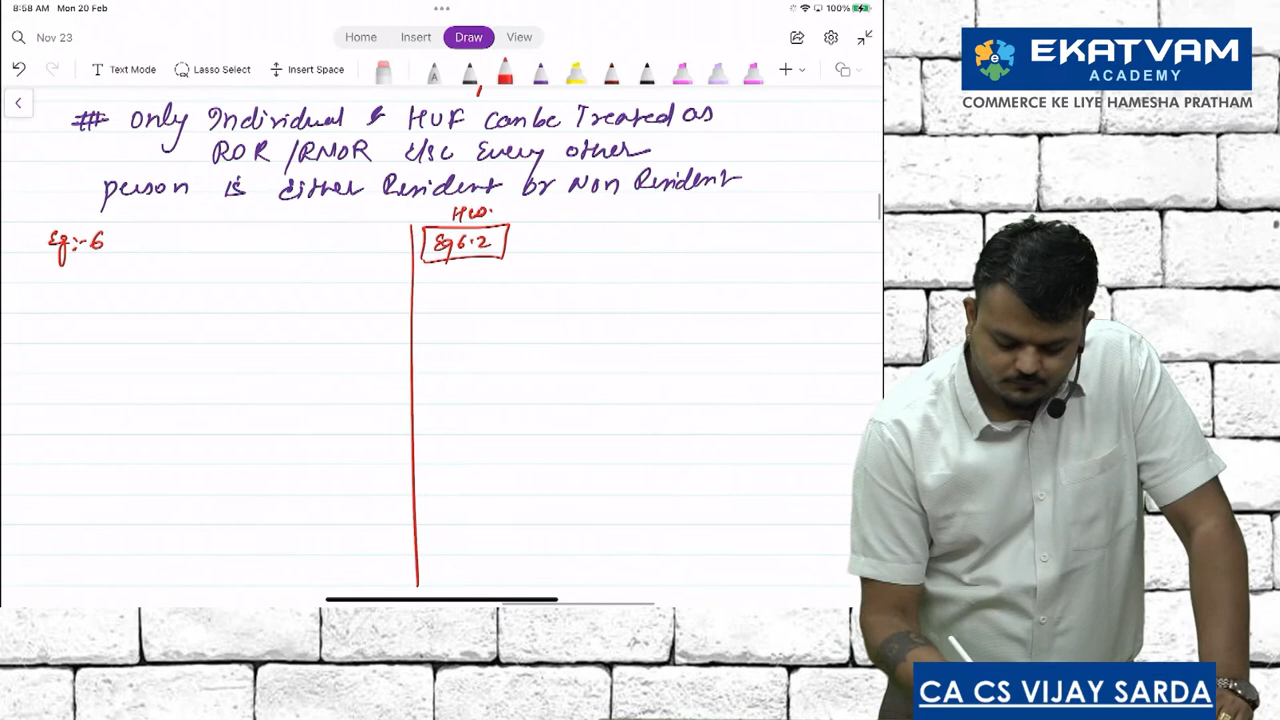 8:58 AM Mon 20 Feb
100%
Nov 23
Home Insert Draw View
Text Mode Lasso Select Insert Space
# Only Individual & HUF can be Treated as
ROR /RNOR else Every other
person is either Resident or Non Resident
H.W.
Eg:-6
Eg 6.2
EKATVAM
ACADEMY
COMMERCE KE LIYE HAMESHA PRATHAM
CA CS VIJAY SARDA